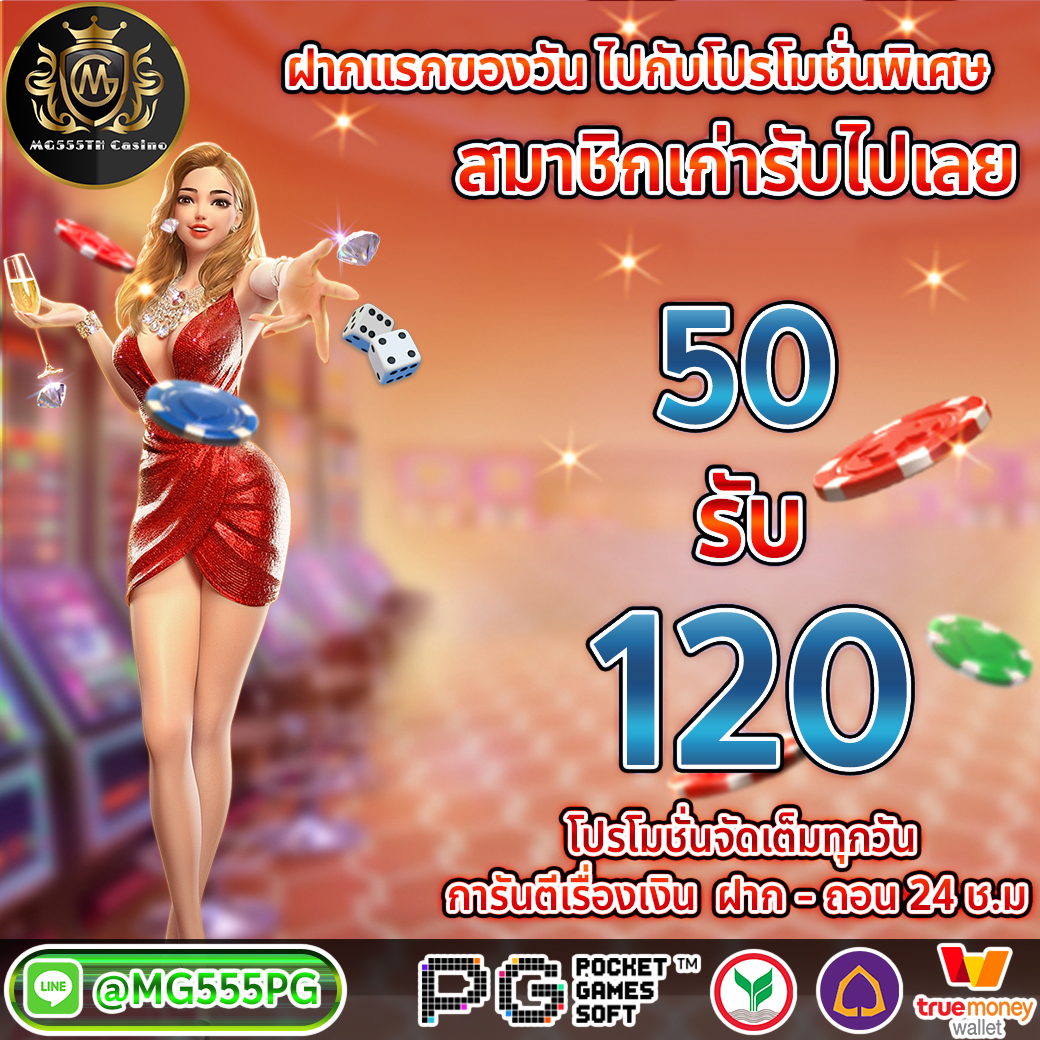 MG
MG555TH Casino
ฝากแรกของวัน ไปกับโปรโมชั่นพิเศษ
สมาชิกเก่ารับไปเลย
50
รับ
120
โปรโมชั่นจัดเต็มทุกวัน
การันตีเรื่องเงิน ฝาก - ถอน 24 ช.ม
LINE
@MG555PG
PG
POCKET
GAMES
SOFT
TM
truemoney
wallet